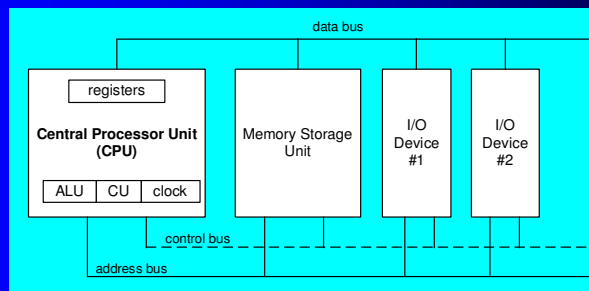 data bus
registers
Central Processor Unit
(CPU)
ALU CU clock
Memory Storage
Unit
I/O
Device
#1
I/O
Device
#2
control bus
address bus